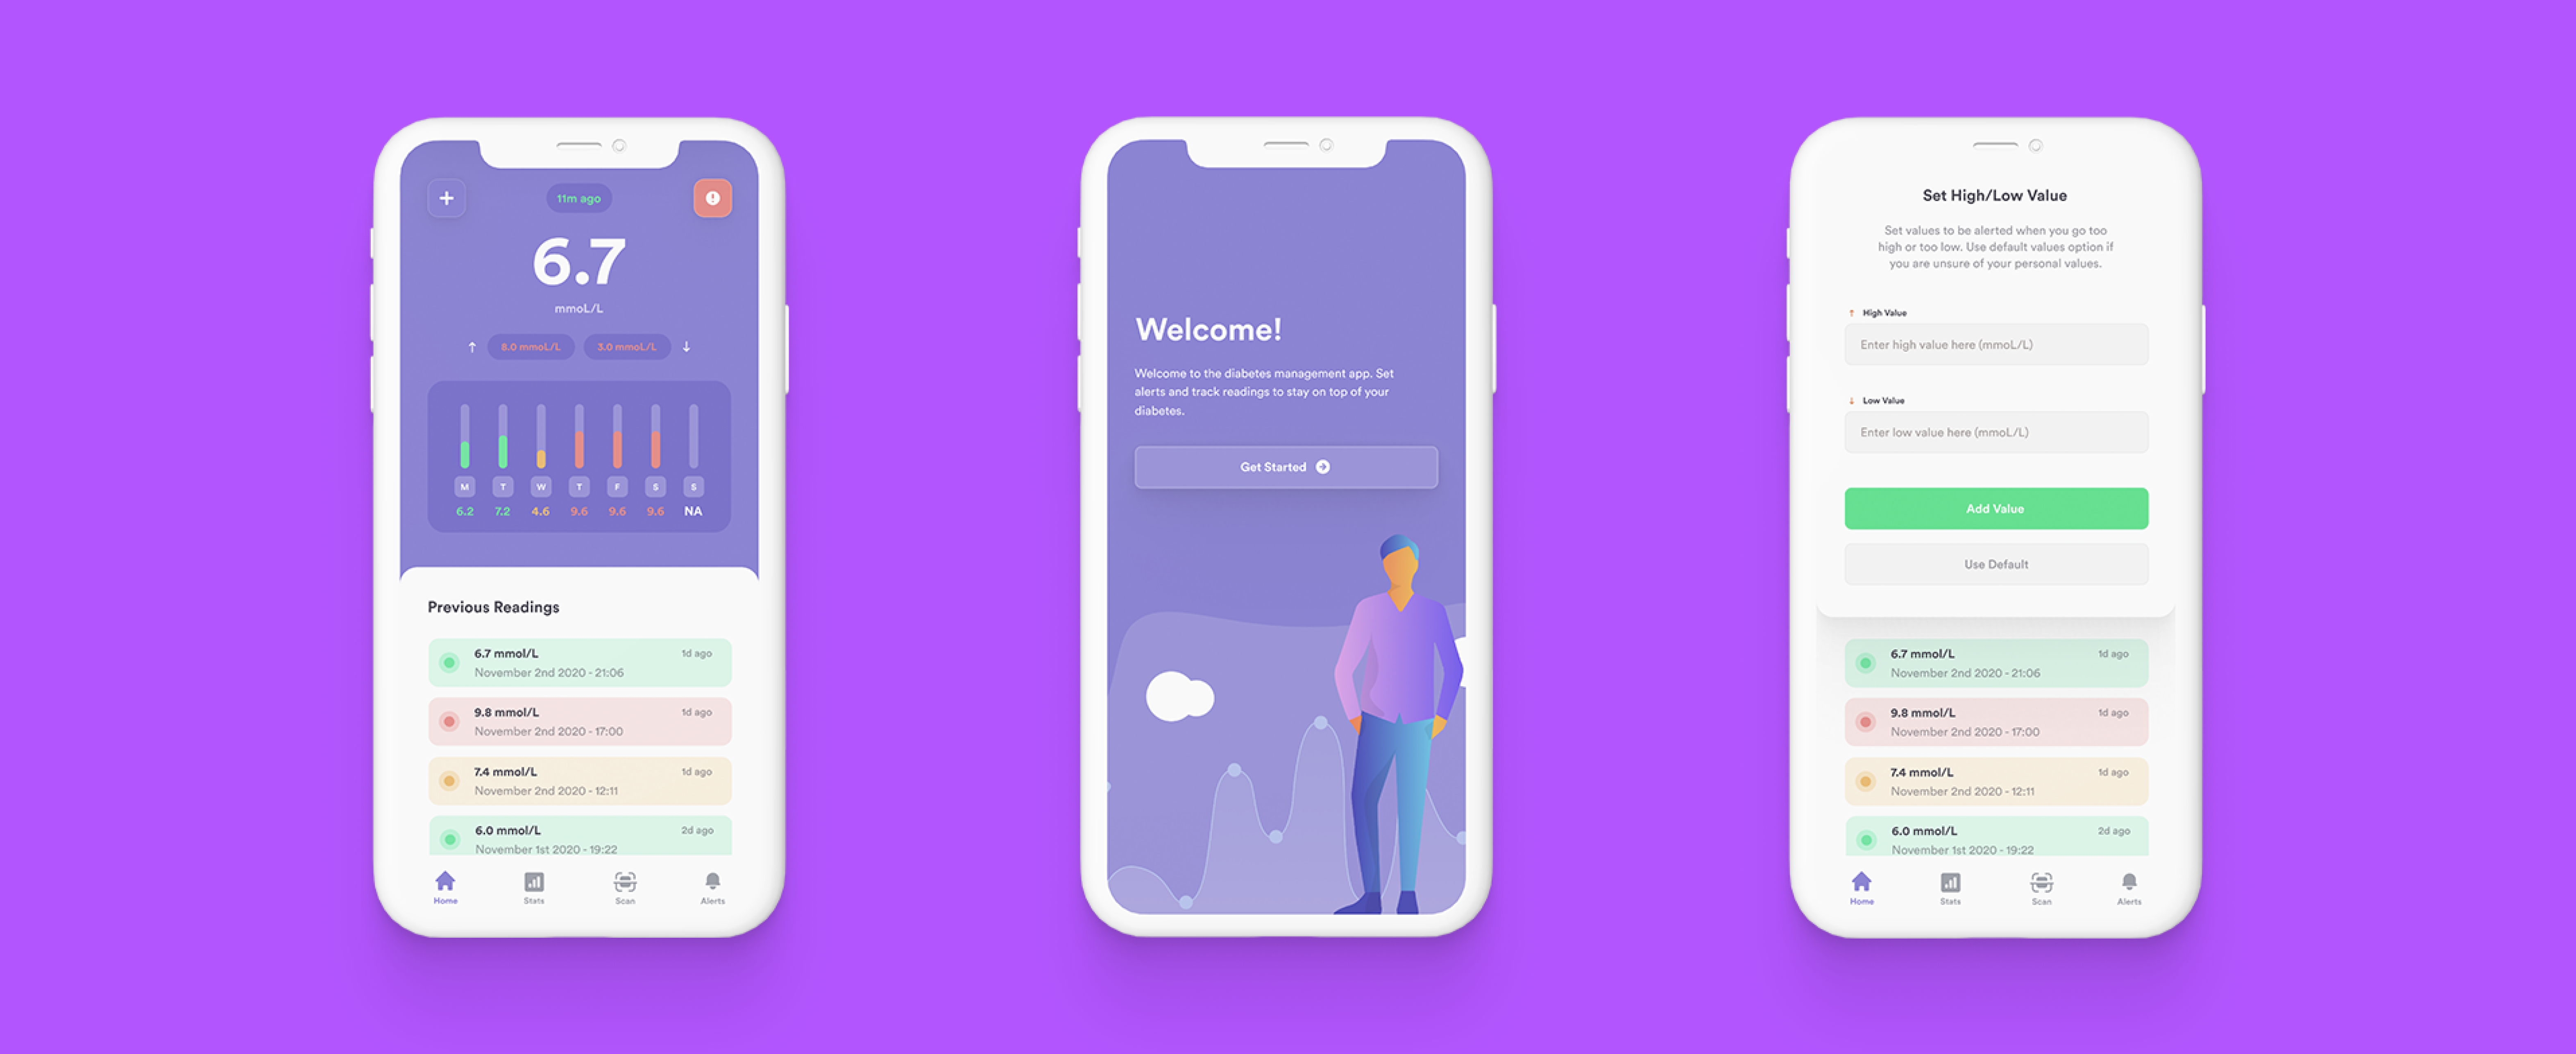 11m ago
6.7
mmoL/L
8.0 mmoL/L 3.0 mmoL/L
M T W T F S S
6.2 7.2 4.6 9.6 9.6 9.6 NA
Previous Readings
6.7 mmol/L 1d ago
November 2nd 2020 - 21:06
9.8 mmol/L 1d ago
November 2nd 2020 - 17:00
7.4 mmol/L 1d ago
November 2nd 2020 - 12:11
6.0 mmol/L 2d ago
November 1st 2020 - 19:22
Home Stats Scan Alerts
Welcome!
Welcome to the diabetes management app. Set
alerts and track readings to stay on top of your
diabetes.
Get Started
Set High/Low Value
Set values to be alerted when you go too
high or too low. Use default values option if
you are unsure of your personal values.
High Value
Enter high value here (mmoL/L)
Low Value
Enter low value here (mmoL/L)
Add Value
Use Default
6.7 mmol/L 1d ago
November 2nd 2020 - 21:06
9.8 mmol/L 1d ago
November 2nd 2020 - 17:00
7.4 mmol/L 1d ago
November 2nd 2020 - 12:11
6.0 mmol/L 2d ago
November 1st 2020 - 19:22
Home Stats Scan Alerts